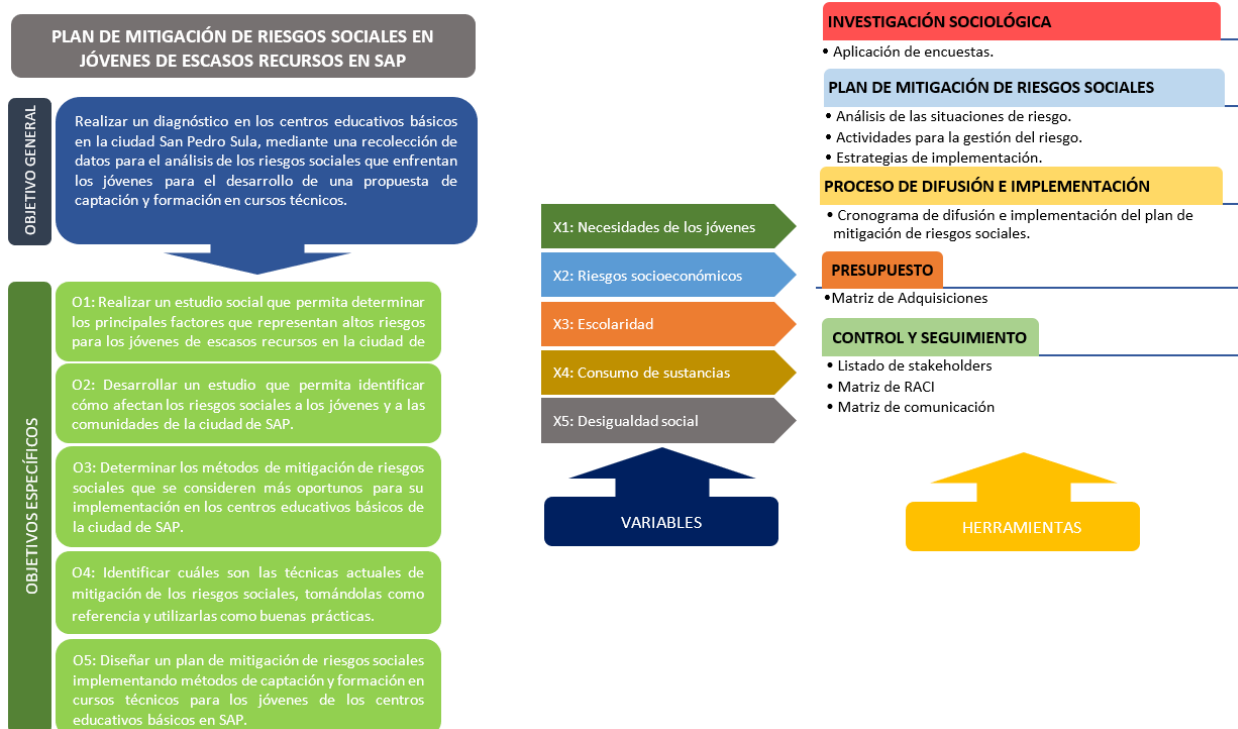 PLAN DE MITIGACIÓN DE RIESGOS SOCIALES EN
JÓVENES DE ESCASOS RECURSOS EN SAP
OBJETIVO GENERAL
Realizar un diagnóstico en los centros educativos básicos
en la ciudad San Pedro Sula, mediante una recolección de
datos para el análisis de los riesgos sociales que enfrentan
los jóvenes para el desarrollo de una propuesta de
captación y formación en cursos técnicos.
OBJETIVOS ESPECÍFICOS
O1: Realizar un estudio social que permita determinar
los principales factores que representan altos riesgos
para los jóvenes de escasos recursos en la ciudad de
O2: Desarrollar un estudio que permita identificar
cómo afectan los riesgos sociales a los jóvenes y a las
comunidades de la ciudad de SAP.
O3: Determinar los métodos de mitigación de riesgos
sociales que se consideren más oportunos para su
implementación en los centros educativos básicos de
la ciudad de SAP.
O4: Identificar cuáles son las técnicas actuales de
mitigación de los riesgos sociales, tomándolas como
referencia y utilizarlas como buenas prácticas.
O5: Diseñar un plan de mitigación de riesgos sociales
implementando métodos de captación y formación en
cursos técnicos para los jóvenes de los centros
educativos básicos en SAP.
X1: Necesidades de los jóvenes
X2: Riesgos socioeconómicos
X3: Escolaridad
X4: Consumo de sustancias
X5: Desigualdad social
VARIABLES
INVESTIGACIÓN SOCIOLÓGICA
• Aplicación de encuestas.
PLAN DE MITIGACIÓN DE RIESGOS SOCIALES
• Análisis de las situaciones de riesgo.
• Actividades para la gestión del riesgo.
• Estrategias de implementación.
PROCESO DE DIFUSIÓN E IMPLEMENTACIÓN
• Cronograma de difusión e implementación del plan de
mitigación de riesgos sociales.
PRESUPUESTO
•Matriz de Adquisiciones
CONTROL Y SEGUIMIENTO
• Listado de stakeholders
• Matriz de RACI
• Matriz de comunicación
HERRAMIENTAS